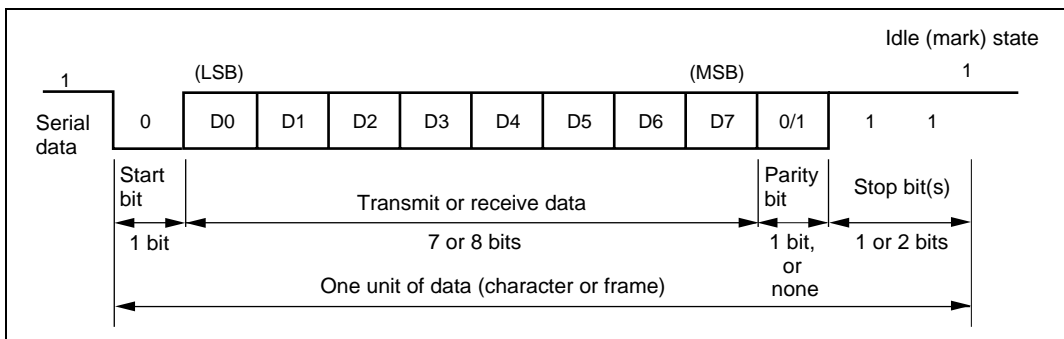 Idle (mark) state
1 (LSB) (MSB) 1
Serial data
0 D0 D1 D2 D3 D4 D5 D6 D7 0/1 1 1
Start bit
Transmit or receive data
Parity bit
Stop bit(s)
1 bit
7 or 8 bits
1 bit, or none
1 or 2 bits
One unit of data (character or frame)